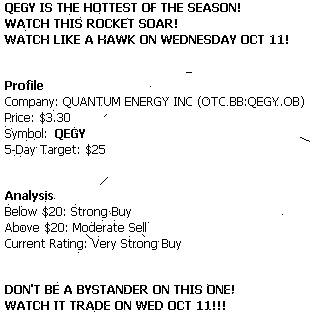 QEGY IS THE HOTTEST OF THE SEASON!
WATCH THIS ROCKET SOAR!
WATCH LIKE A HAWK ON WEDNESDAY OCT 11!
Profile
Company: QUANTUM ENERGY INC (OTC.BB:QEGY.OB)
Price: $3.30
Symbol: QEGY
5-Day Target: $25
Analysis
Below $20: Strong Buy
Above $20: Moderate Sell
Current Rating: Very Strong Buy
DON'T BE A BYSTANDER ON THIS ONE!
WATCH IT TRADE ON WED OCT 11!!!